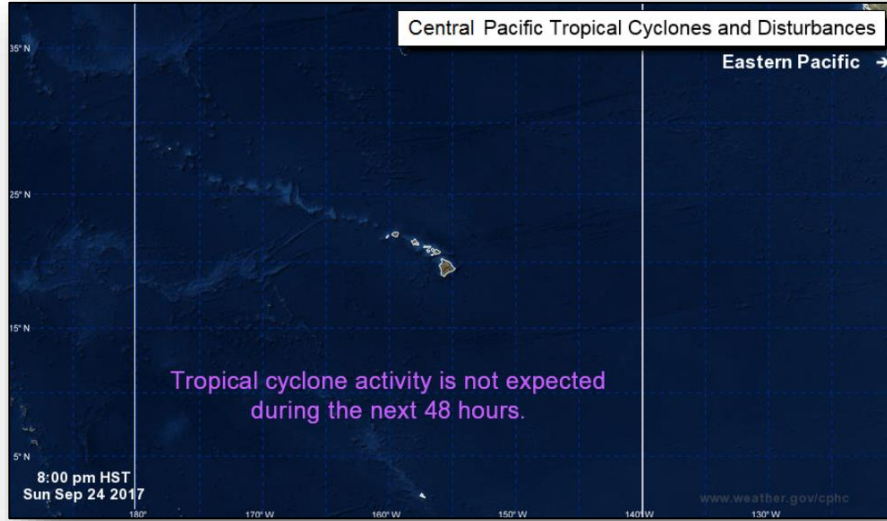 Central Pacific Tropical Cyclones and Disturbances
35° N
Eastern Pacific →
25° N
15° N
Tropical cyclone activity is not expected
during the next 48 hours.
5° N
8:00 pm HST
Sun Sep 24 2017
www.weather.gov/cphc
180° 170° W 160° W 150° W 140° W 130° W